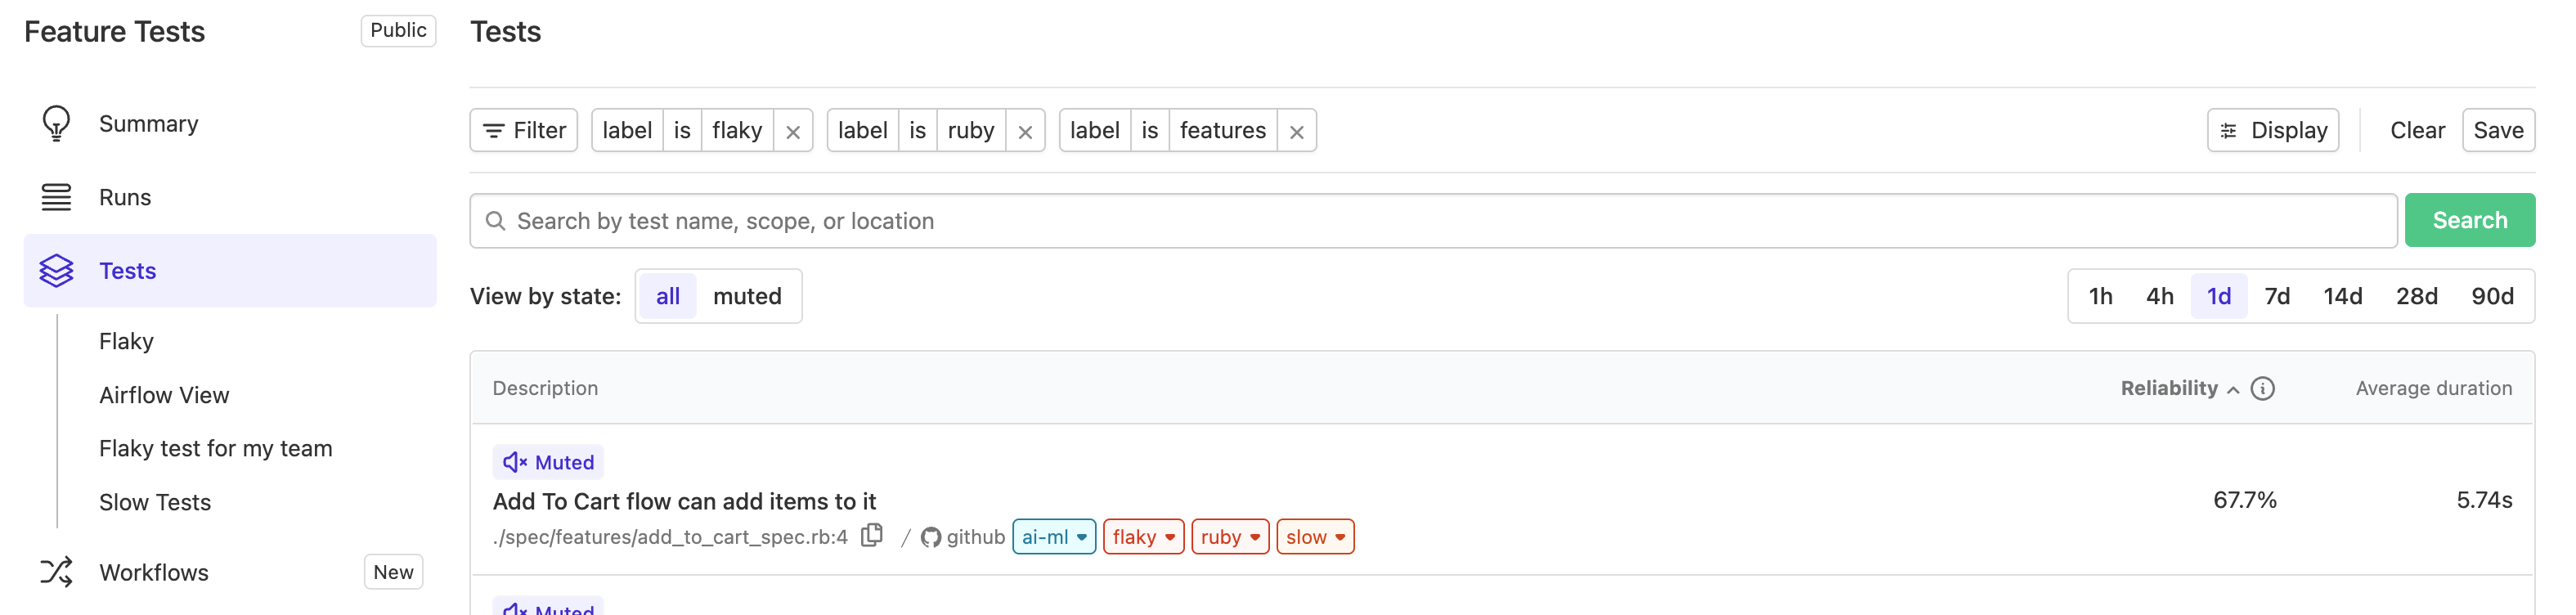 Feature Tests
Public
Summary
Runs
Tests
Flaky
Airflow View
Flaky test for my team
Slow Tests
Workflows
New
Tests
Filter
label is flaky
label is ruby
label is features
Display
Clear
Save
Search by test name, scope, or location
Search
View by state:
all
muted
1h 4h 1d 7d 14d 28d 90d
Description
Reliability
Average duration
Muted
Add To Cart flow can add items to it
./spec/features/add_to_cart_spec.rb:4 / github ai-ml flaky ruby slow
67.7%
5.74s
Muted